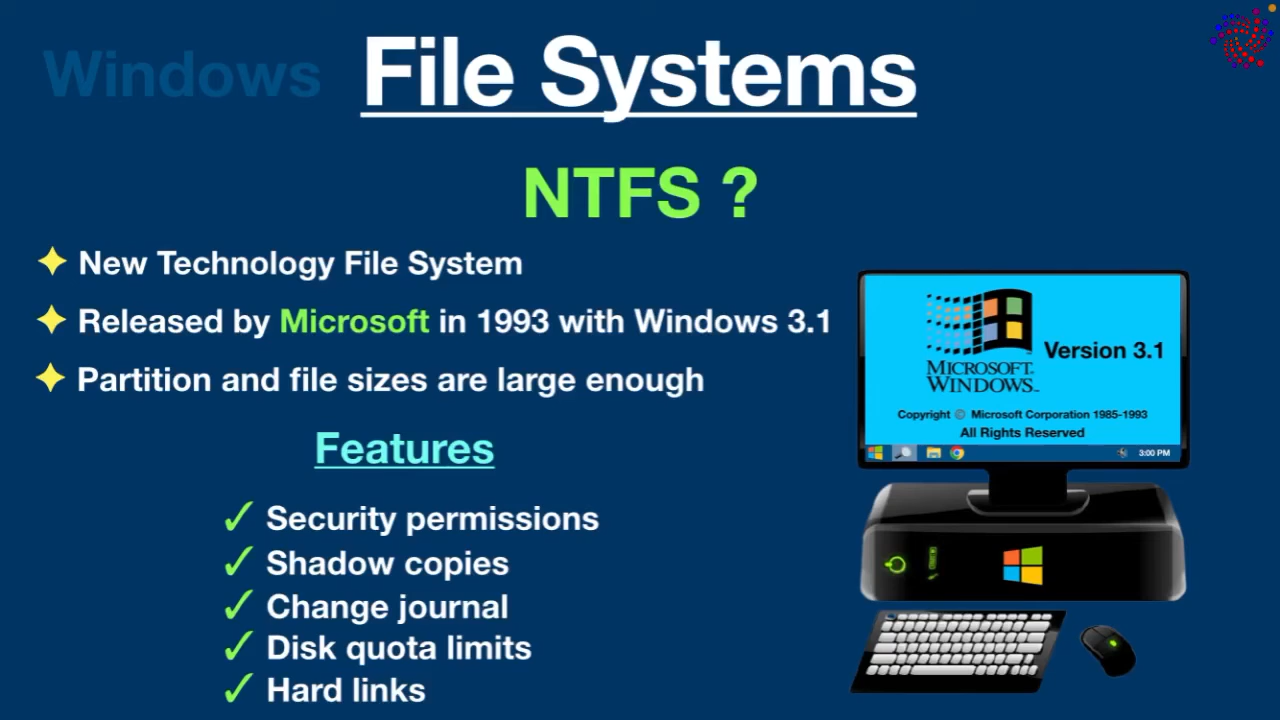 Windows File Systems
NTFS ?
New Technology File System
Released by Microsoft in 1993 with Windows 3.1
Partition and file sizes are large enough
Features
Security permissions
Shadow copies
Change journal
Disk quota limits
Hard links
MICROSOFT
WINDOWS™
Version 3.1
Copyright © Microsoft Corporation 1985-1993
All Rights Reserved
3:00 PM